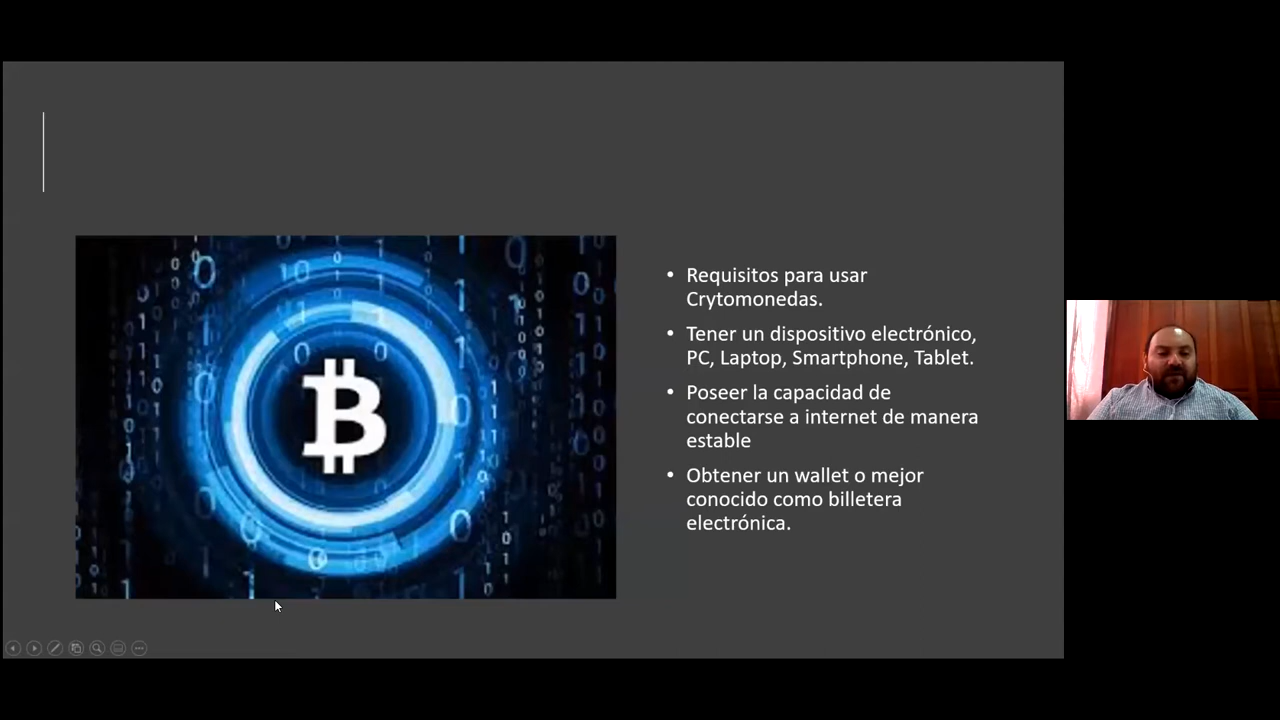 • Requisitos para usar
Crytomonedas.
• Tener un dispositivo electrónico,
PC, Laptop, Smartphone, Tablet.
• Poseer la capacidad de
conectarse a internet de manera
estable
• Obtener un wallet o mejor
conocido como billetera
electrónica.